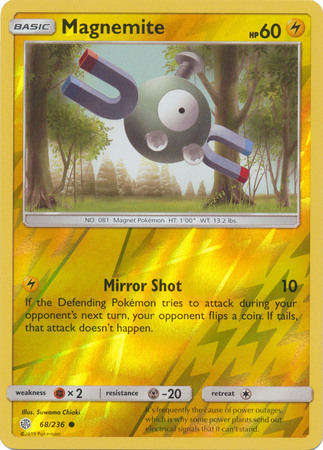 BASIC Magnemite HP60
NO. 081 Magnet Pokémon HT: 1'00" WT: 13.2 lbs.
Mirror Shot 10
If the Defending Pokémon tries to attack during your
opponent's next turn, your opponent flips a coin. If tails,
that attack doesn't happen.
weakness × 2 resistance -20 retreat
Illus. Suwama Chiaki
68/236
©2019 Pokémon
It's frequently the cause of power outages,
which is why some power plants send out
electrical signals that it can't stand.